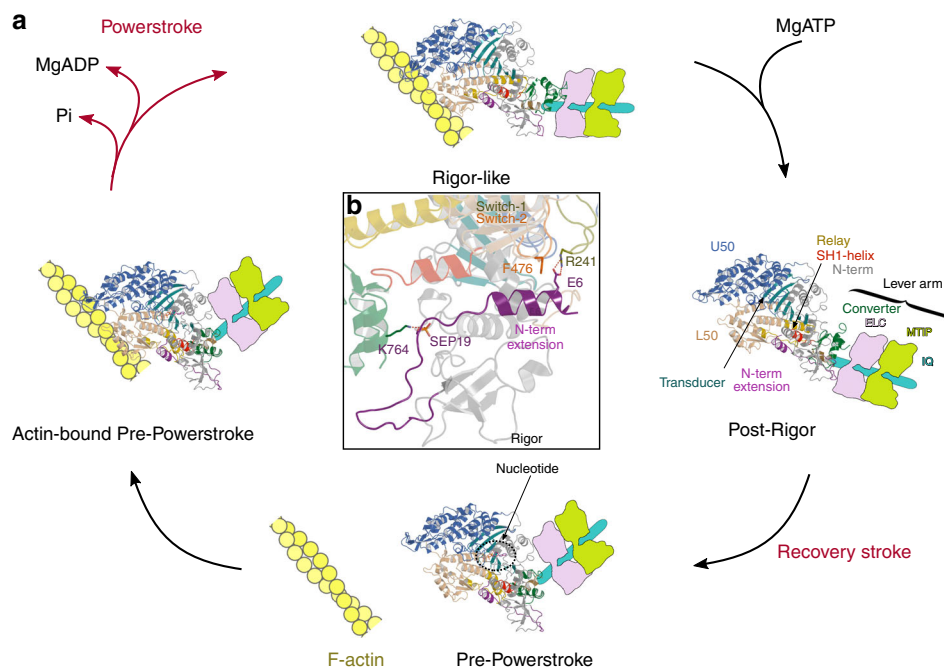 a
Powerstroke
MgADP
Pi
MgATP
Rigor-like
b
Switch-1
Switch-2
F476
R241
E6
N-term
extension
SEP19
K764
Rigor
U50
Relay
SH1-helix
N-term
Lever arm
Converter
ELC
MTIP
IQ
L50
Transducer
N-term
extension
Post-Rigor
Actin-bound Pre-Powerstroke
Nucleotide
Recovery stroke
F-actin
Pre-Powerstroke